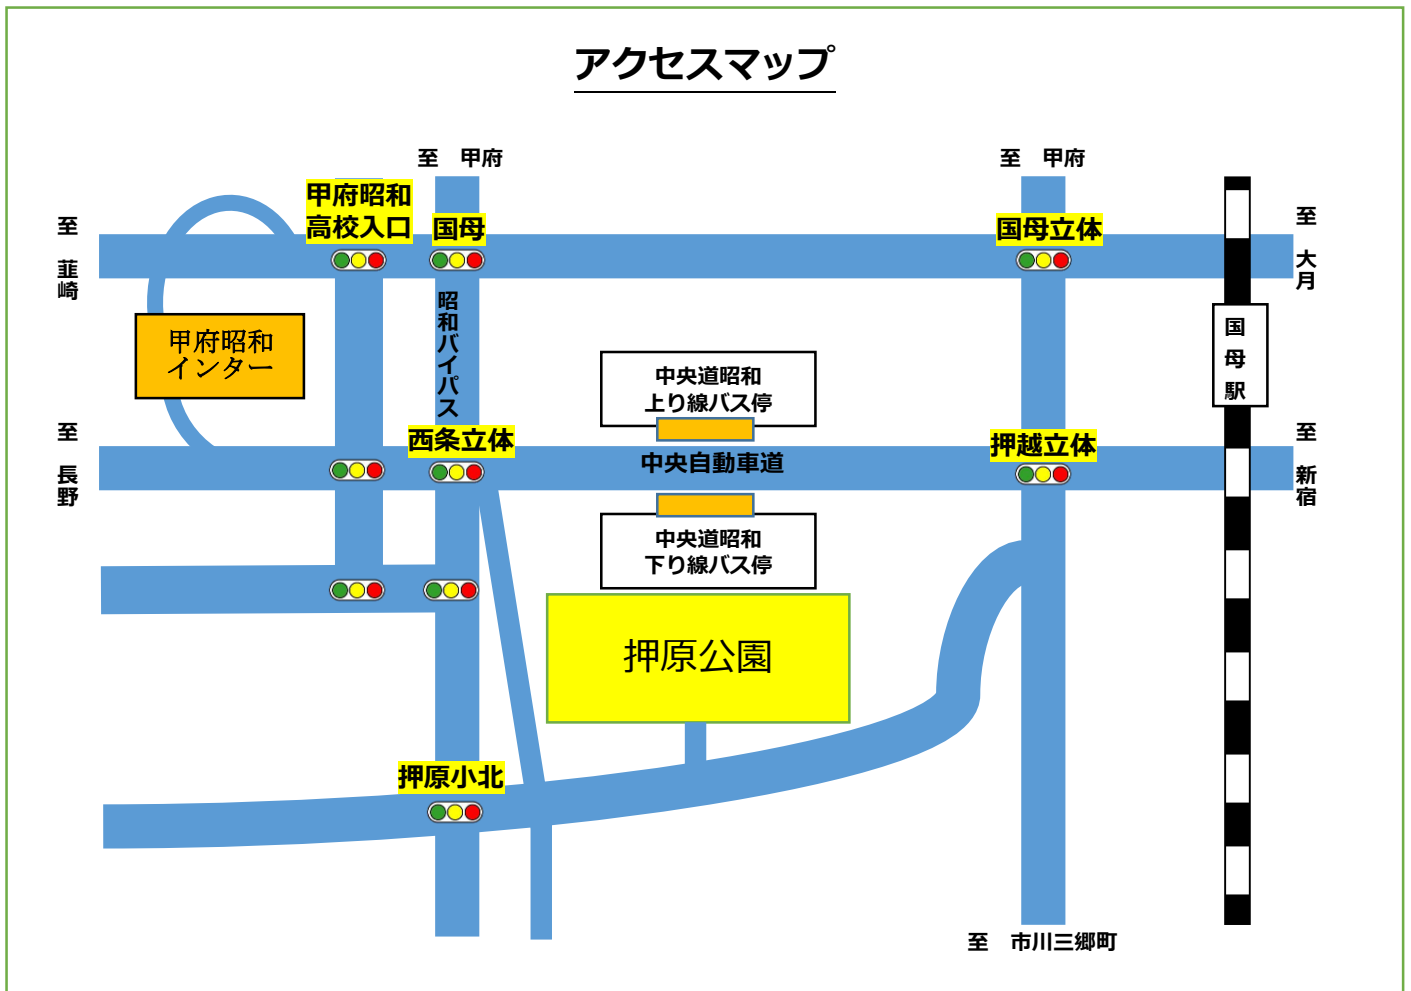 アクセスマップ
至　甲府
至　甲府
甲府昭和
高校入口
国母
国母立体
至　韮崎
至　大月
昭和バイパス
甲府昭和
インター
国母駅
中央道昭和
上り線バス停
至　長野
西条立体
中央自動車道
押越立体
至　新宿
中央道昭和
下り線バス停
押原公園
押原小北
至　市川三郷町